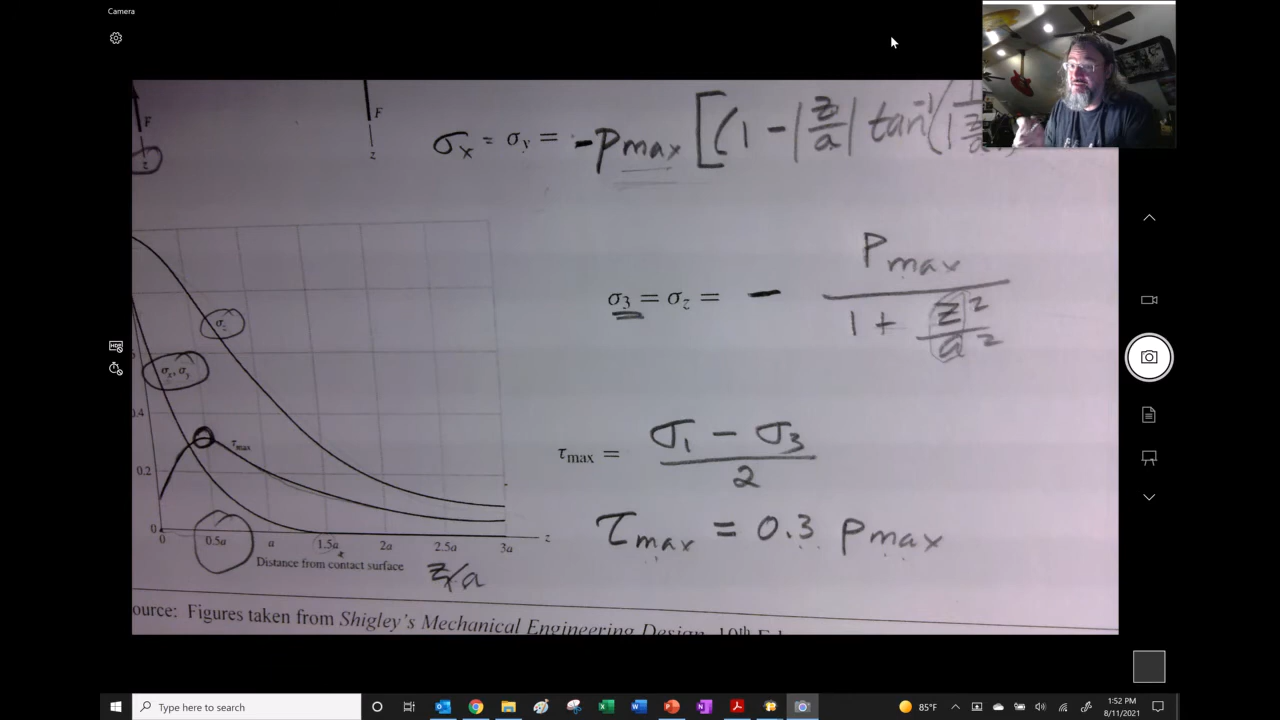 Camera
F
z
F
z
σx = σy = -Pmax [(1 - |z/a| tan⁻¹(1/|z/a|
σ3 = σz = - Pmax / (1 + z²/a²)
σz
σx, σy
0.4
τmax
0.2
0
0 0.5a a 1.5a 2a 2.5a 3a z
Distance from contact surface
z/a
τmax = (σ1 - σ3) / 2
τmax = 0.3 Pmax
ource: Figures taken from Shigley's Mechanical Engineering Design, 10th
Type here to search
85°F
1:52 PM
8/11/2021